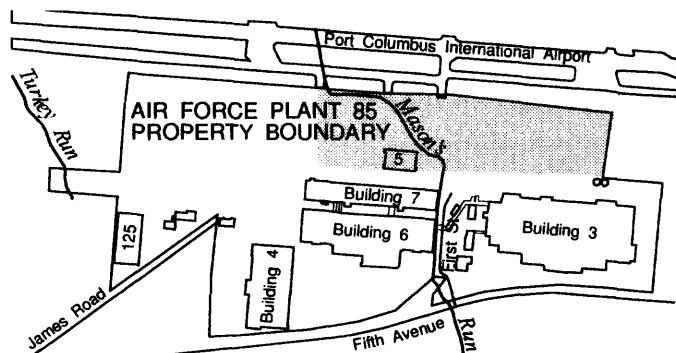 Port Columbus International Airport
Turkey Run
AIR FORCE PLANT 85
PROPERTY BOUNDARY
Mason's
5
Building 7
125
Building 6
First St.
Building 3
Building 4
James Road
Fifth Avenue
Run